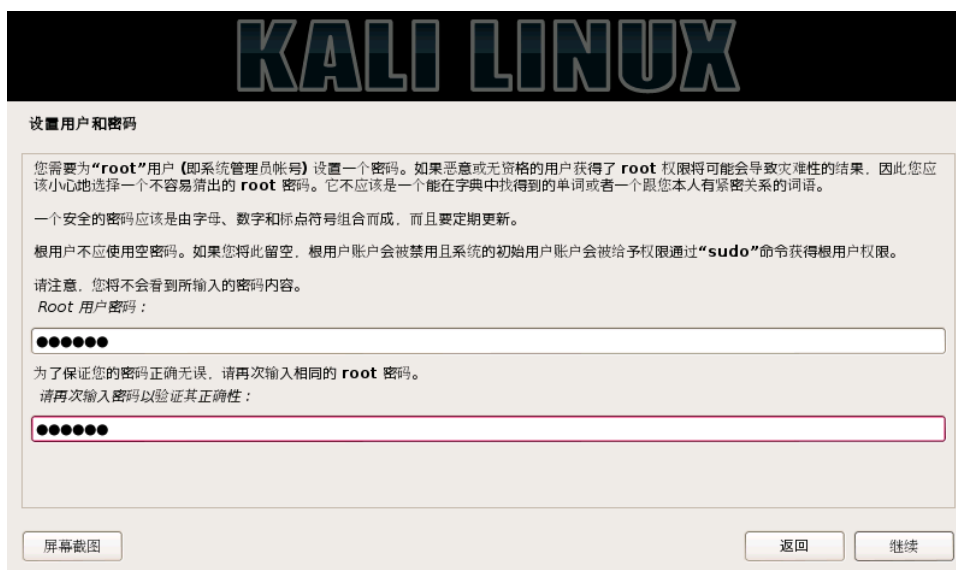 KALI LINUX
设置用户和密码
您需要为“root”用户 (即系统管理员帐号) 设置一个密码。如果恶意或无资格的用户获得了 root 权限将可能会导致灾难性的结果，因此您应
该小心地选择一个不容易猜出的 root 密码。它不应该是一个能在字典中找得到的单词或者一个跟您本人有紧密关系的词语。
一个安全的密码应该是由字母、数字和标点符号组合而成，而且要定期更新。
根用户不应使用空密码。如果您将此留空，根用户账户会被禁用且系统的初始用户账户会被给予权限通过“sudo”命令获得根用户权限。
请注意，您将不会看到所输入的密码内容。
Root 用户密码：
●●●●●●
为了保证您的密码正确无误，请再次输入相同的 root 密码。
请再次输入密码以验证其正确性：
●●●●●●
屏幕截图 返回 继续